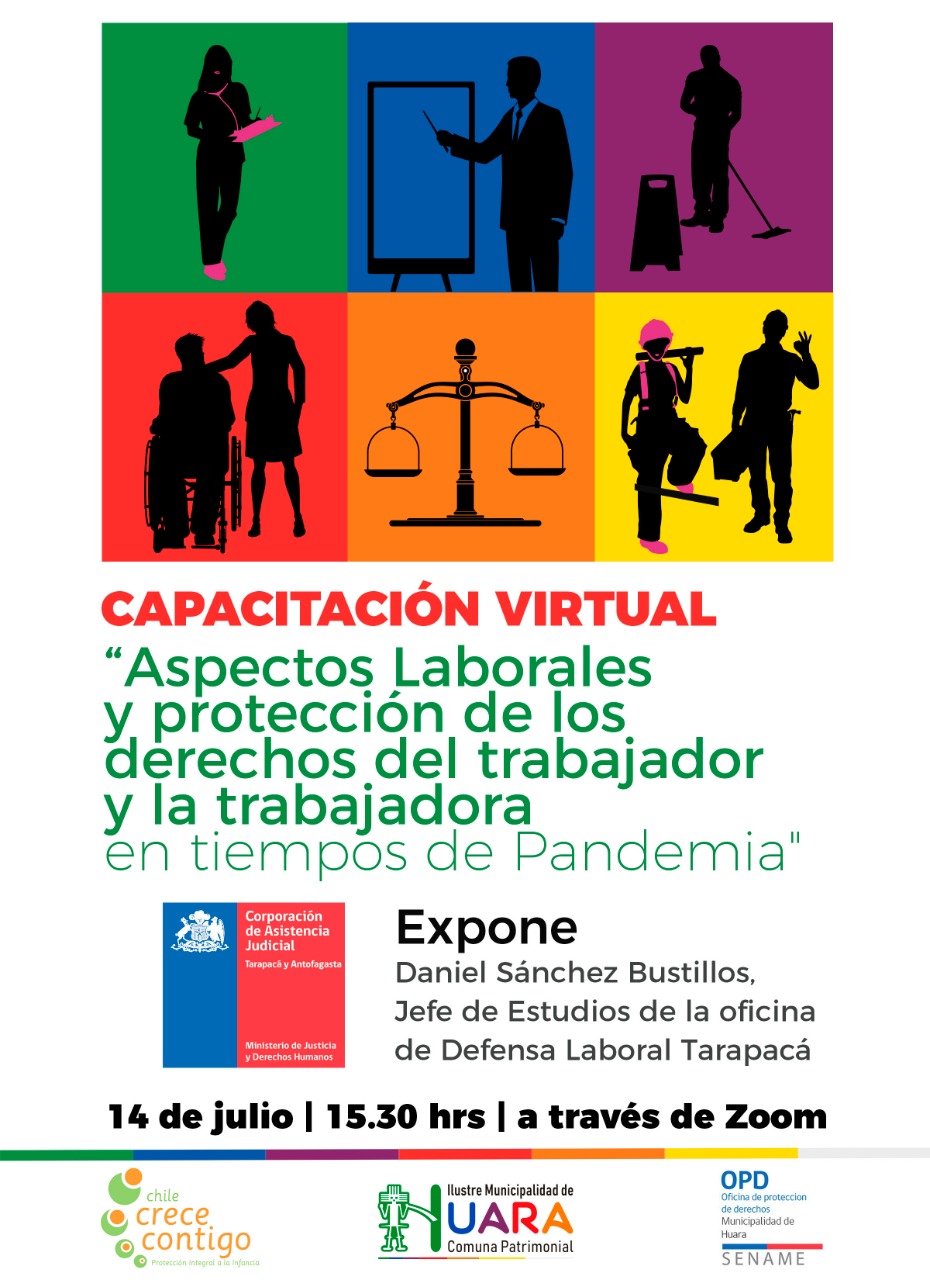 CAPACITACIÓN VIRTUAL
“Aspectos Laborales
y protección de los
derechos del trabajador
y la trabajadora
en tiempos de Pandemia"
Corporación
de Asistencia
Judicial
Tarapacá y Antofagasta
Ministerio de Justicia
y Derechos Humanos
Expone
Daniel Sánchez Bustillos,
Jefe de Estudios de la oficina
de Defensa Laboral Tarapacá
14 de julio | 15.30 hrs | a través de Zoom
chile
crece
contigo
Protección Integral a la Infancia
Ilustre Municipalidad de
HUARA
Comuna Patrimonial
OPD
Oficina de proteccion
de derechos
Municipalidad de
Huara
SENAME